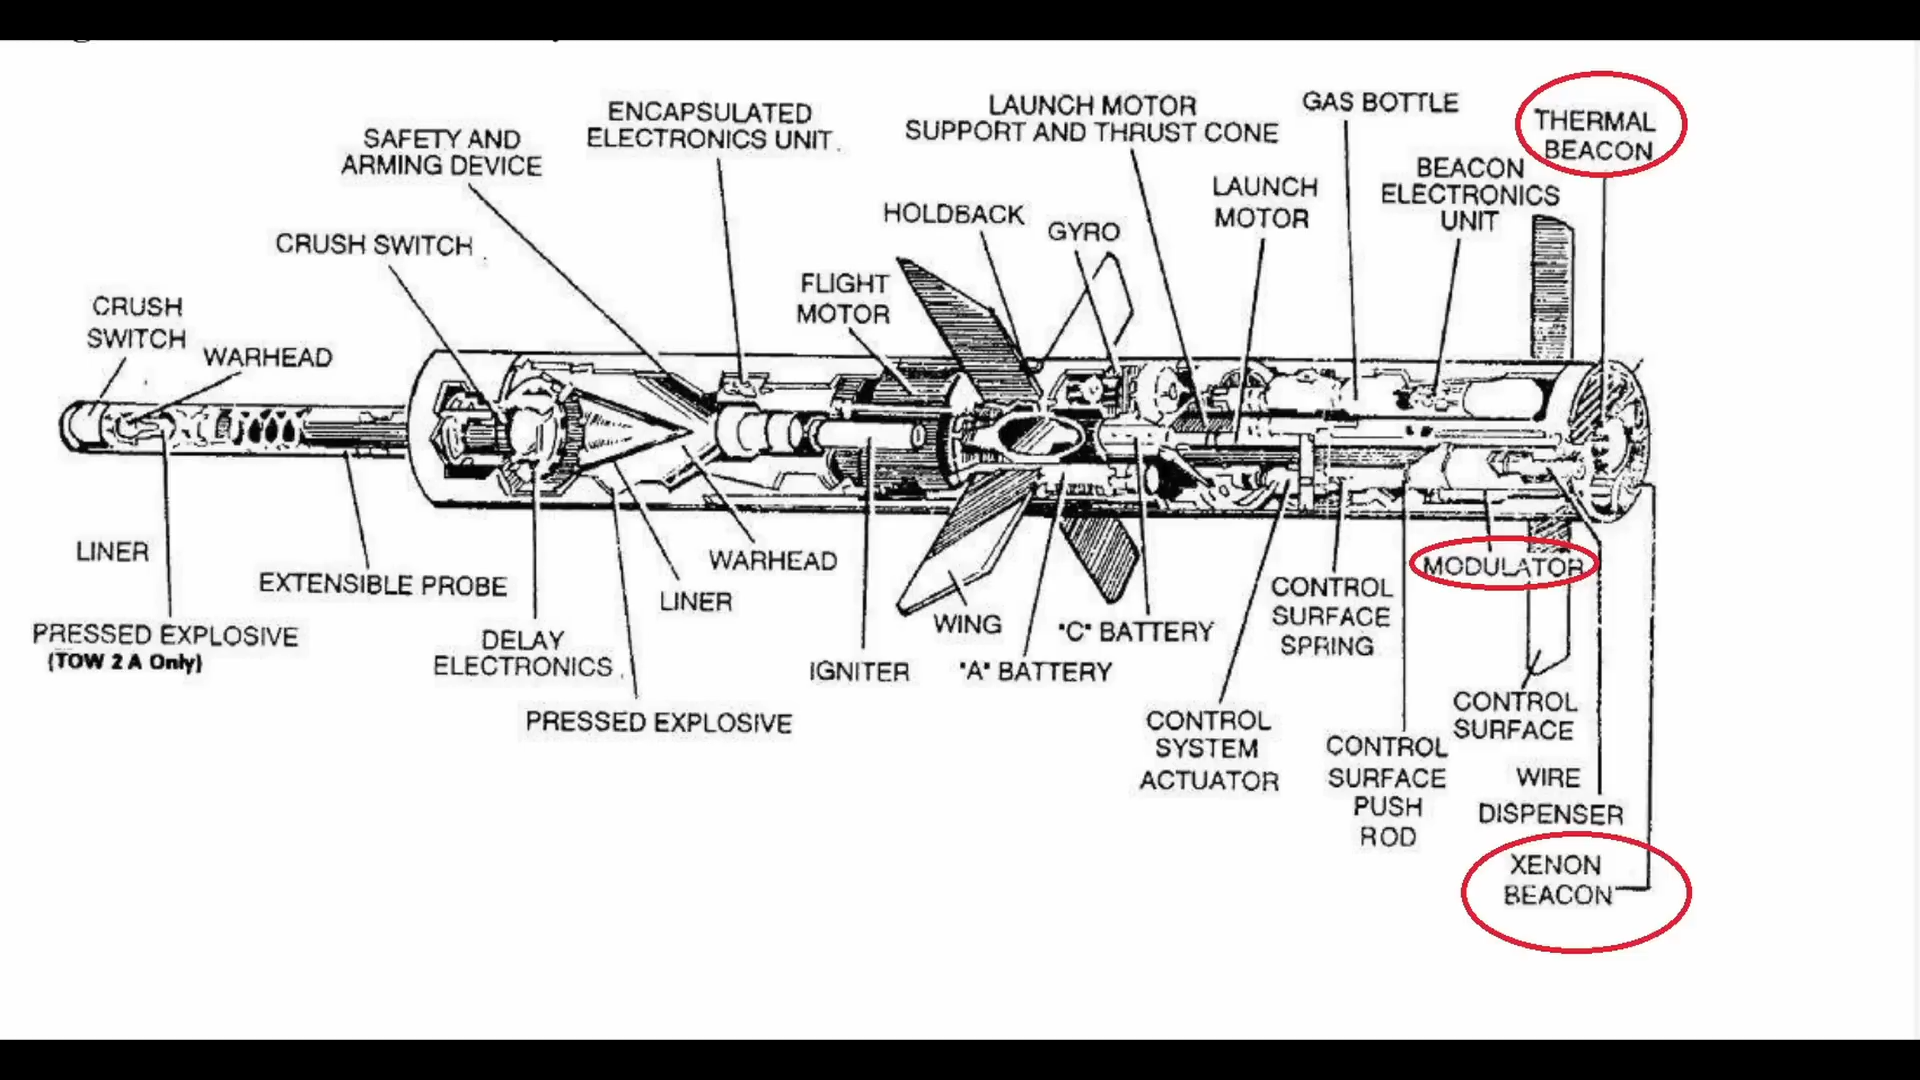 ENCAPSULATED
ELECTRONICS UNIT.
SAFETY AND
ARMING DEVICE
LAUNCH MOTOR
SUPPORT AND THRUST CONE
GAS BOTTLE
THERMAL
BEACON
BEACON
ELECTRONICS
UNIT
LAUNCH
MOTOR
HOLDBACK
GYRO
CRUSH SWITCH
FLIGHT
MOTOR
CRUSH
SWITCH
WARHEAD
LINER
EXTENSIBLE PROBE
PRESSED EXPLOSIVE
(TOW 2 A Only)
DELAY
ELECTRONICS
PRESSED EXPLOSIVE
LINER
WARHEAD
IGNITER
WING
"A" BATTERY
"C" BATTERY
CONTROL
SYSTEM
ACTUATOR
CONTROL
SURFACE
SPRING
CONTROL
SURFACE
PUSH
ROD
MODULATOR
CONTROL
SURFACE
WIRE
DISPENSER
XENON
BEACON